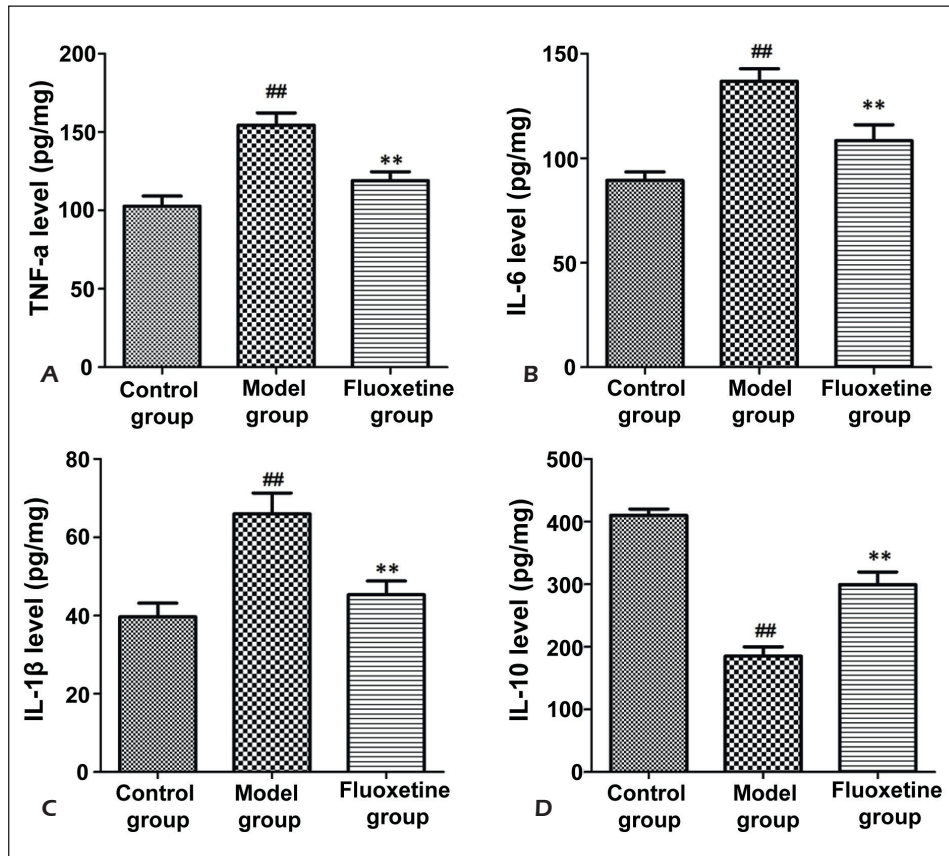 200
150
100
50
0
TNF-a level (pg/mg)
##
**
A
Control group
Model group
Fluoxetine group
150
100
50
0
IL-6 level (pg/mg)
##
**
B
Control group
Model group
Fluoxetine group
80
60
40
20
0
IL-1β level (pg/mg)
##
**
C
Control group
Model group
Fluoxetine group
500
400
300
200
100
0
IL-10 level (pg/mg)
##
**
D
Control group
Model group
Fluoxetine group